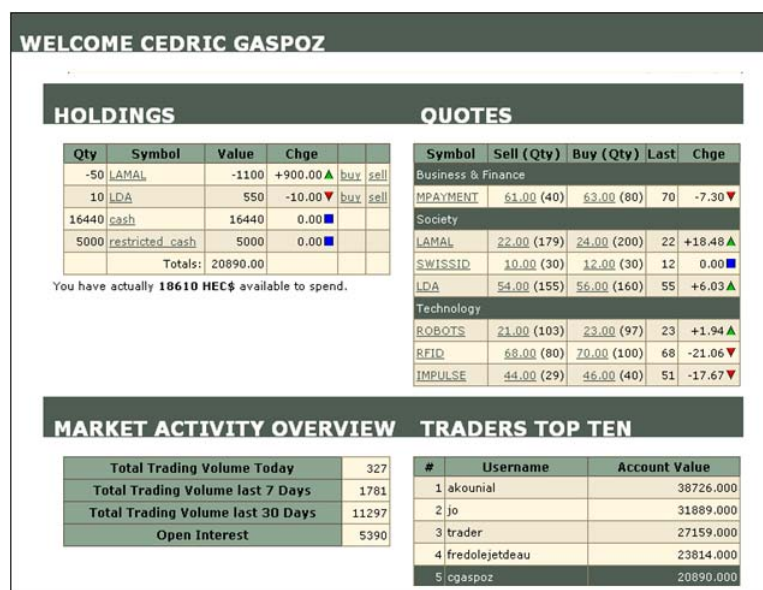 WELCOME CEDRIC GASPOZ
HOLDINGS
Qty Symbol Value Chge
-50 LAMAL -1100 +900.00 buy sell
10 LDA 550 -10.00 buy sell
16440 cash 16440 0.00
5000 restricted cash 5000 0.00
Totals: 20890.00
You have actually 18610 HEC$ available to spend.
QUOTES
Symbol Sell (Qty) Buy (Qty) Last Chge
Business & Finance
MPAYMENT 61.00 (40) 63.00 (80) 70 -7.30
Society
LAMAL 22.00 (179) 24.00 (200) 22 +18.48
SWISSID 10.00 (30) 12.00 (30) 12 0.00
LDA 54.00 (155) 56.00 (160) 55 +6.03
Technology
ROBOTS 21.00 (103) 23.00 (97) 23 +1.94
RFID 68.00 (80) 70.00 (100) 68 -21.06
IMPULSE 44.00 (29) 46.00 (40) 51 -17.67
MARKET ACTIVITY OVERVIEW
Total Trading Volume Today 327
Total Trading Volume last 7 Days 1781
Total Trading Volume last 30 Days 11297
Open Interest 5390
TRADERS TOP TEN
# Username Account Value
1 akounial 38726.000
2 jo 31889.000
3 trader 27159.000
4 fredolejetdeau 23814.000
5 cgaspoz 20890.000